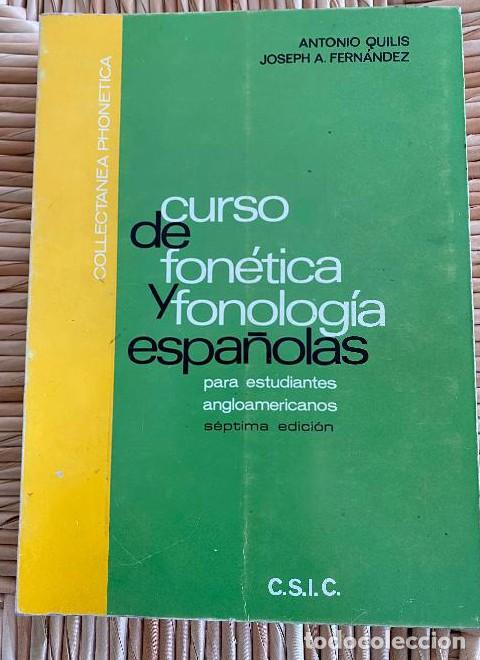 ANTONIO QUILIS
JOSEPH A. FERNÁNDEZ
COLLECTANEA PHONETICA
curso
de
fonética
y fonología
españolas
para estudiantes
angloamericanos
séptima edición
C.S.I.C.
todocoleccion